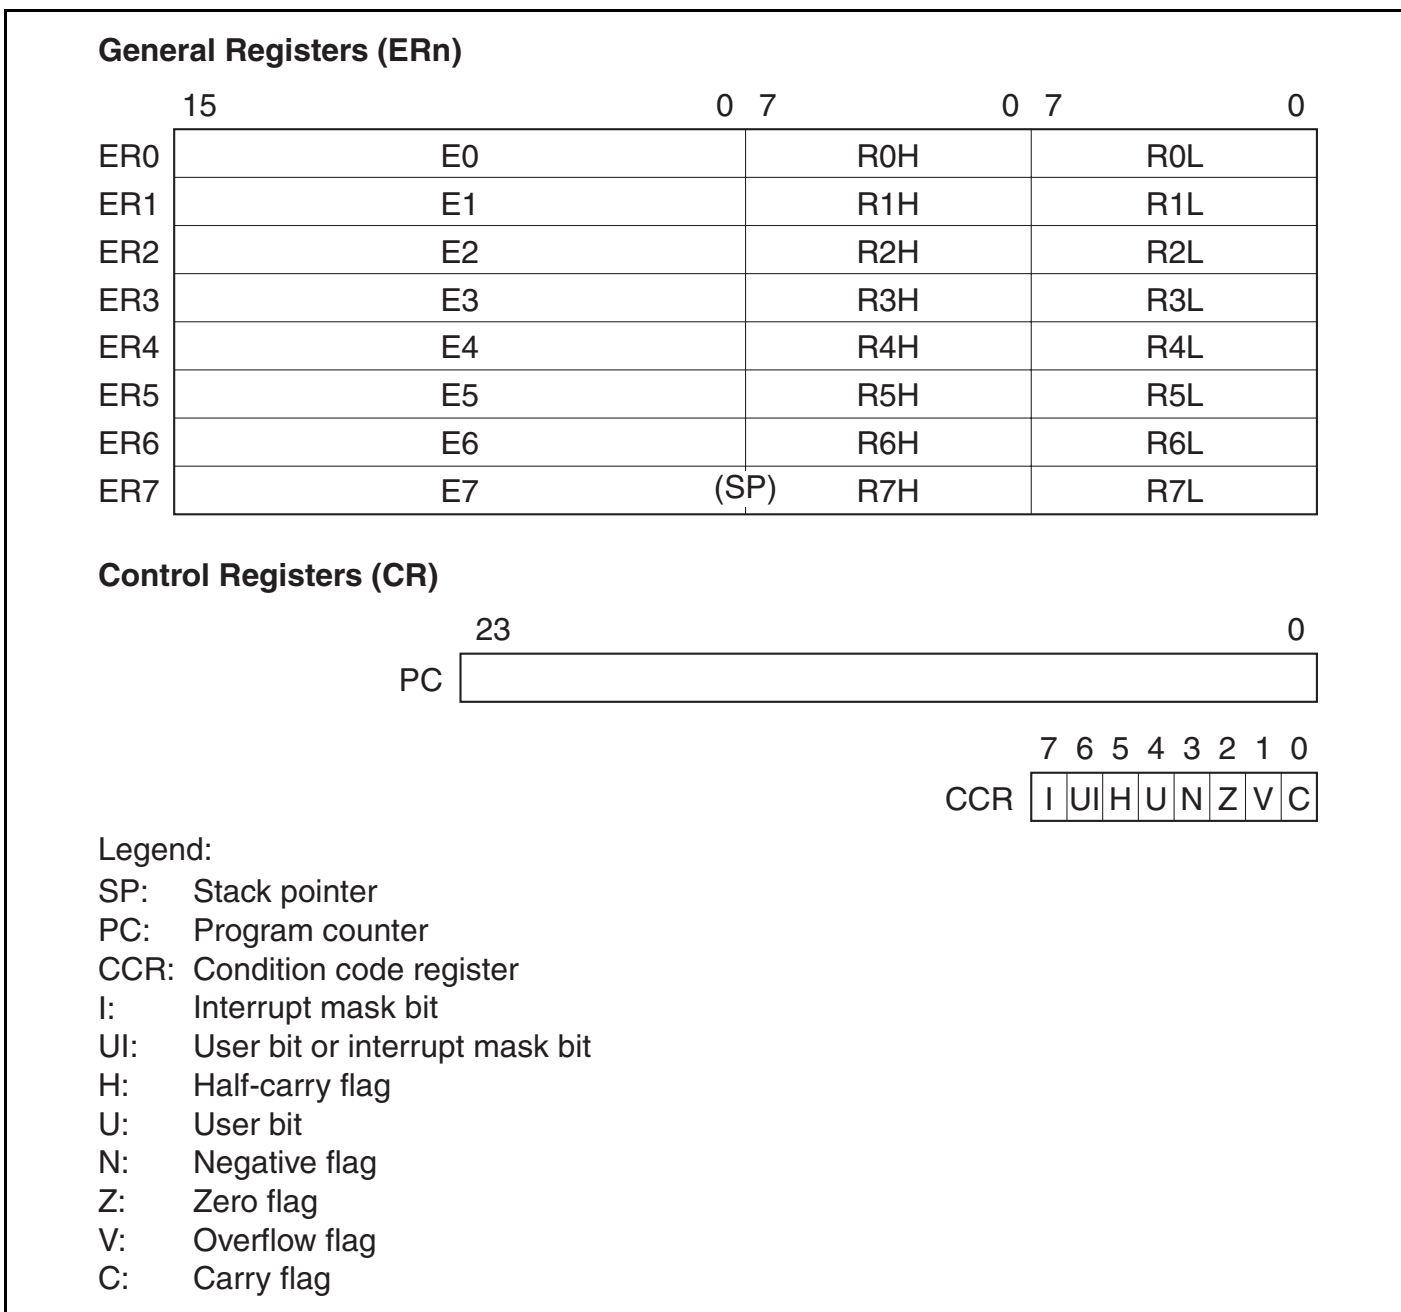 General Registers (ERn)
15 0 7 0 7 0
ER0 E0 R0H R0L
ER1 E1 R1H R1L
ER2 E2 R2H R2L
ER3 E3 R3H R3L
ER4 E4 R4H R4L
ER5 E5 R5H R5L
ER6 E6 R6H R6L
ER7 E7 (SP) R7H R7L
Control Registers (CR)
23 0
PC
7 6 5 4 3 2 1 0
CCR I UI H U N Z V C
Legend:
SP: Stack pointer
PC: Program counter
CCR: Condition code register
I: Interrupt mask bit
UI: User bit or interrupt mask bit
H: Half-carry flag
U: User bit
N: Negative flag
Z: Zero flag
V: Overflow flag
C: Carry flag